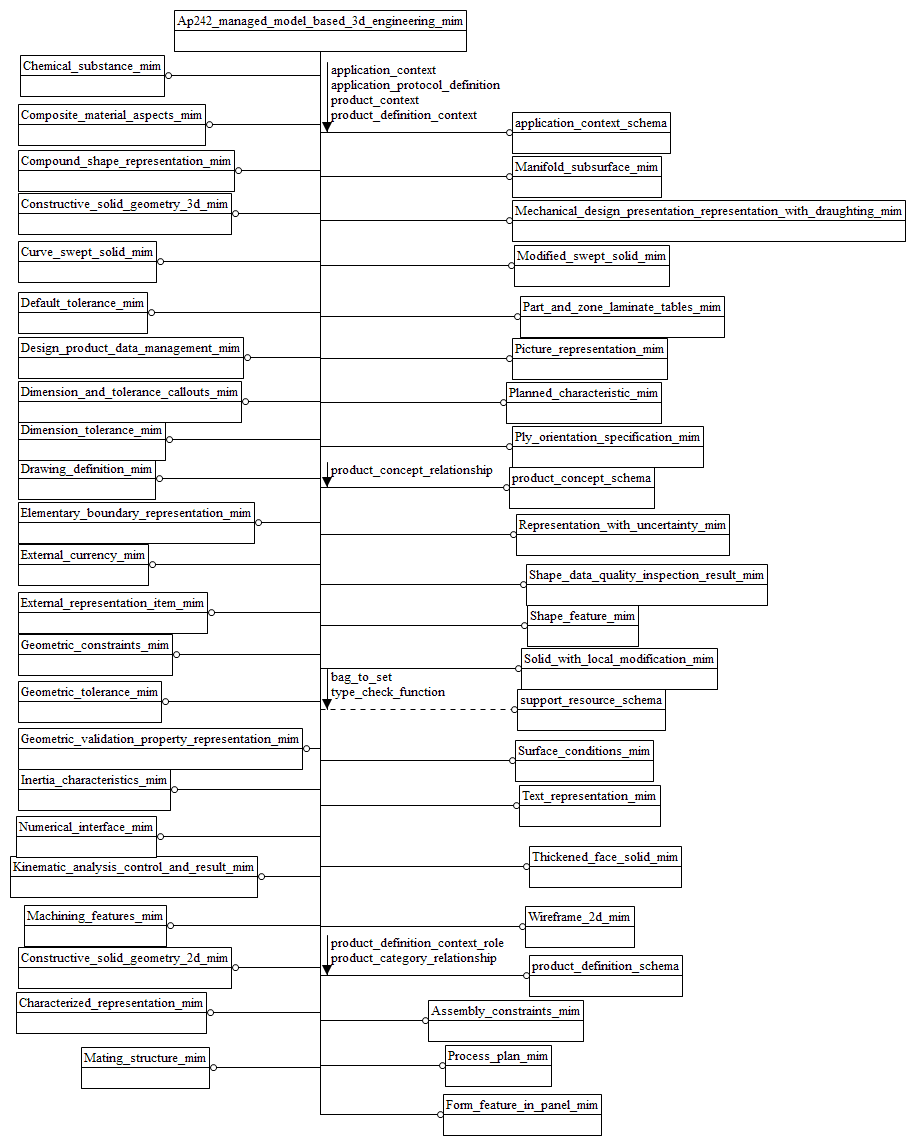 Ap242_managed_model_based_3d_engineering_mim
Chemical_substance_mim
application_context
application_protocol_definition
product_context
product_definition_context
Composite_material_aspects_mim
application_context_schema
Compound_shape_representation_mim
Manifold_subsurface_mim
Constructive_solid_geometry_3d_mim
Mechanical_design_presentation_representation_with_draughting_mim
Curve_swept_solid_mim
Modified_swept_solid_mim
Default_tolerance_mim
Part_and_zone_laminate_tables_mim
Design_product_data_management_mim
Picture_representation_mim
Dimension_and_tolerance_callouts_mim
Planned_characteristic_mim
Dimension_tolerance_mim
Ply_orientation_specification_mim
Drawing_definition_mim
product_concept_relationship
product_concept_schema
Elementary_boundary_representation_mim
Representation_with_uncertainty_mim
External_currency_mim
Shape_data_quality_inspection_result_mim
External_representation_item_mim
Shape_feature_mim
Geometric_constraints_mim
Solid_with_local_modification_mim
bag_to_set
type_check_function
Geometric_tolerance_mim
support_resource_schema
Geometric_validation_property_representation_mim
Surface_conditions_mim
Inertia_characteristics_mim
Text_representation_mim
Numerical_interface_mim
Kinematic_analysis_control_and_result_mim
Thickened_face_solid_mim
Machining_features_mim
Wireframe_2d_mim
product_definition_context_role
product_category_relationship
Constructive_solid_geometry_2d_mim
product_definition_schema
Characterized_representation_mim
Assembly_constraints_mim
Mating_structure_mim
Process_plan_mim
Form_feature_in_panel_mim